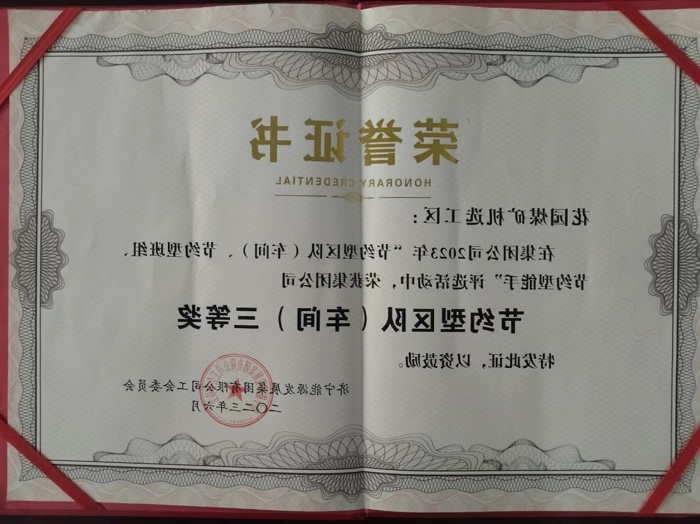 荣誉证书
HONORARY CREDENTIAL
花园煤矿机选工区：
在集团公司2023年“节约型区队（车间）、节约型班组、
节约型能手”评选活动中，荣获集团公司
节约型区队（车间）三等奖
特发此证，以资鼓励。
济宁能源发展集团有限公司工会委员会
二〇二三年六月